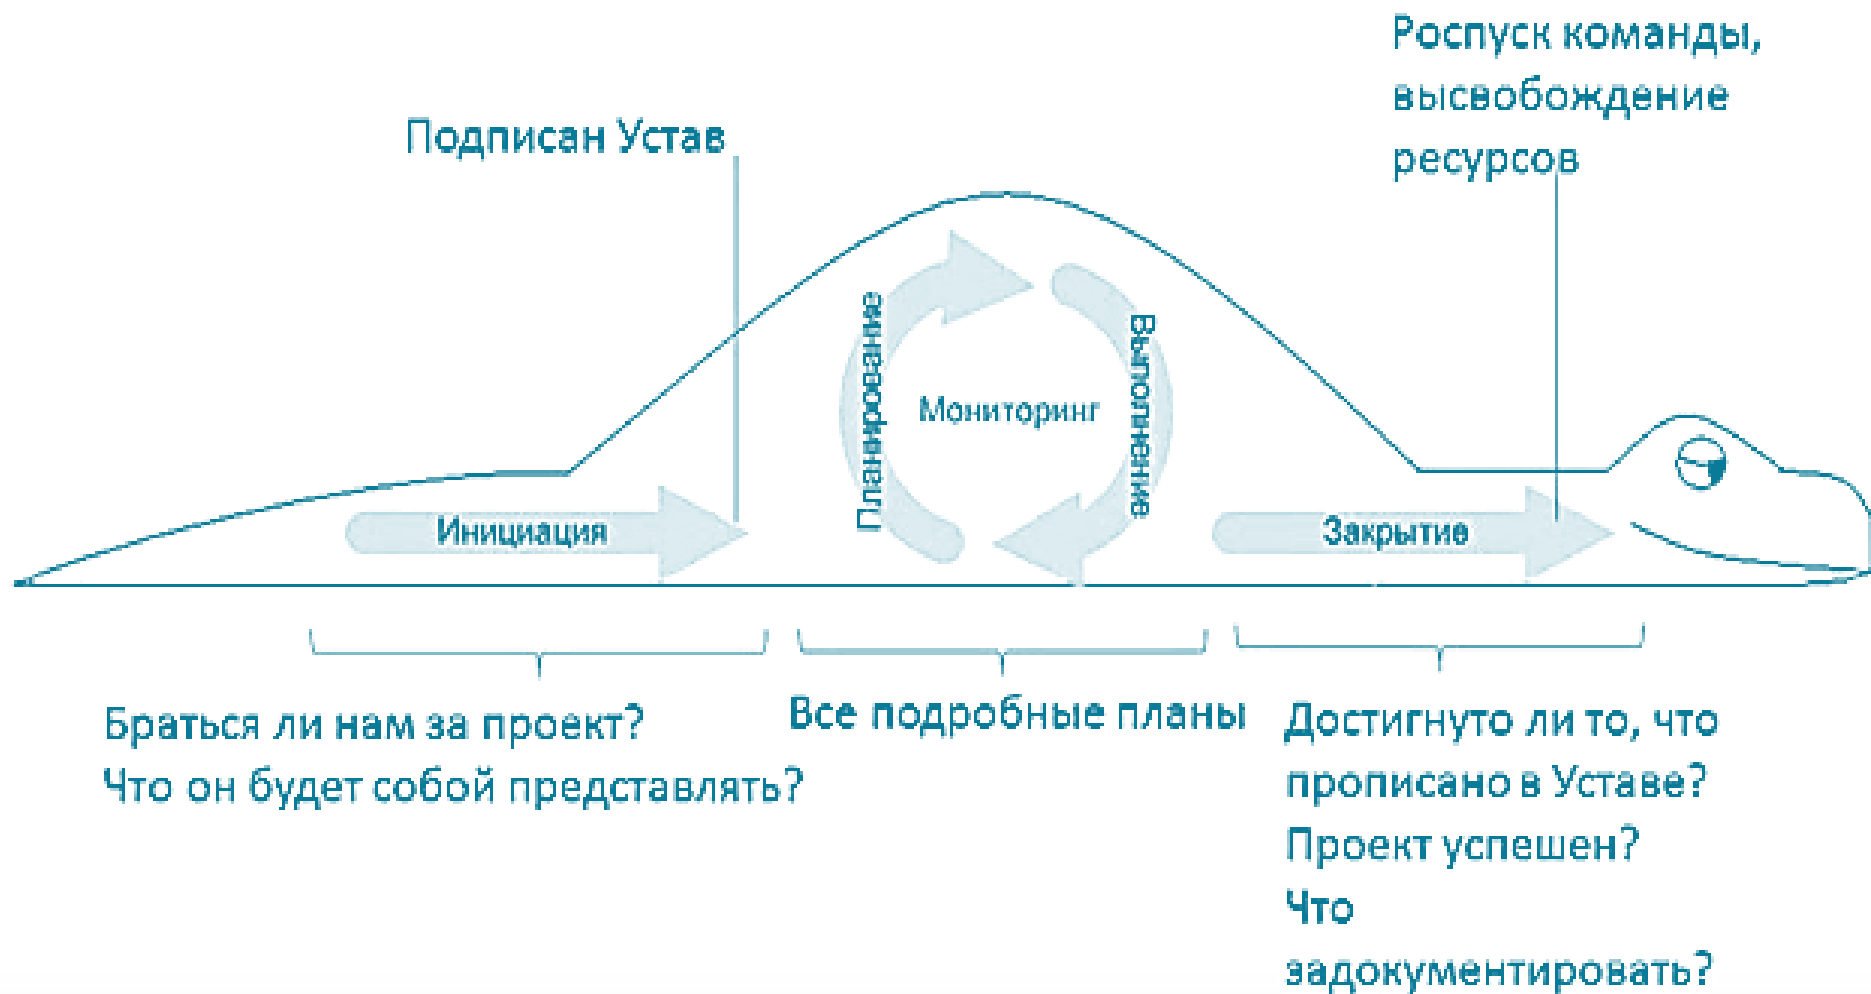 Роспуск команды,
высвобождение
ресурсов
Подписан Устав
Планирование
Выполнение
Мониторинг
Инициация
Закрытие
Браться ли нам за проект?
Что он будет собой представлять?
Все подробные планы
Достигнуто ли то, что
прописано в Уставе?
Проект успешен?
Что
задокументировать?